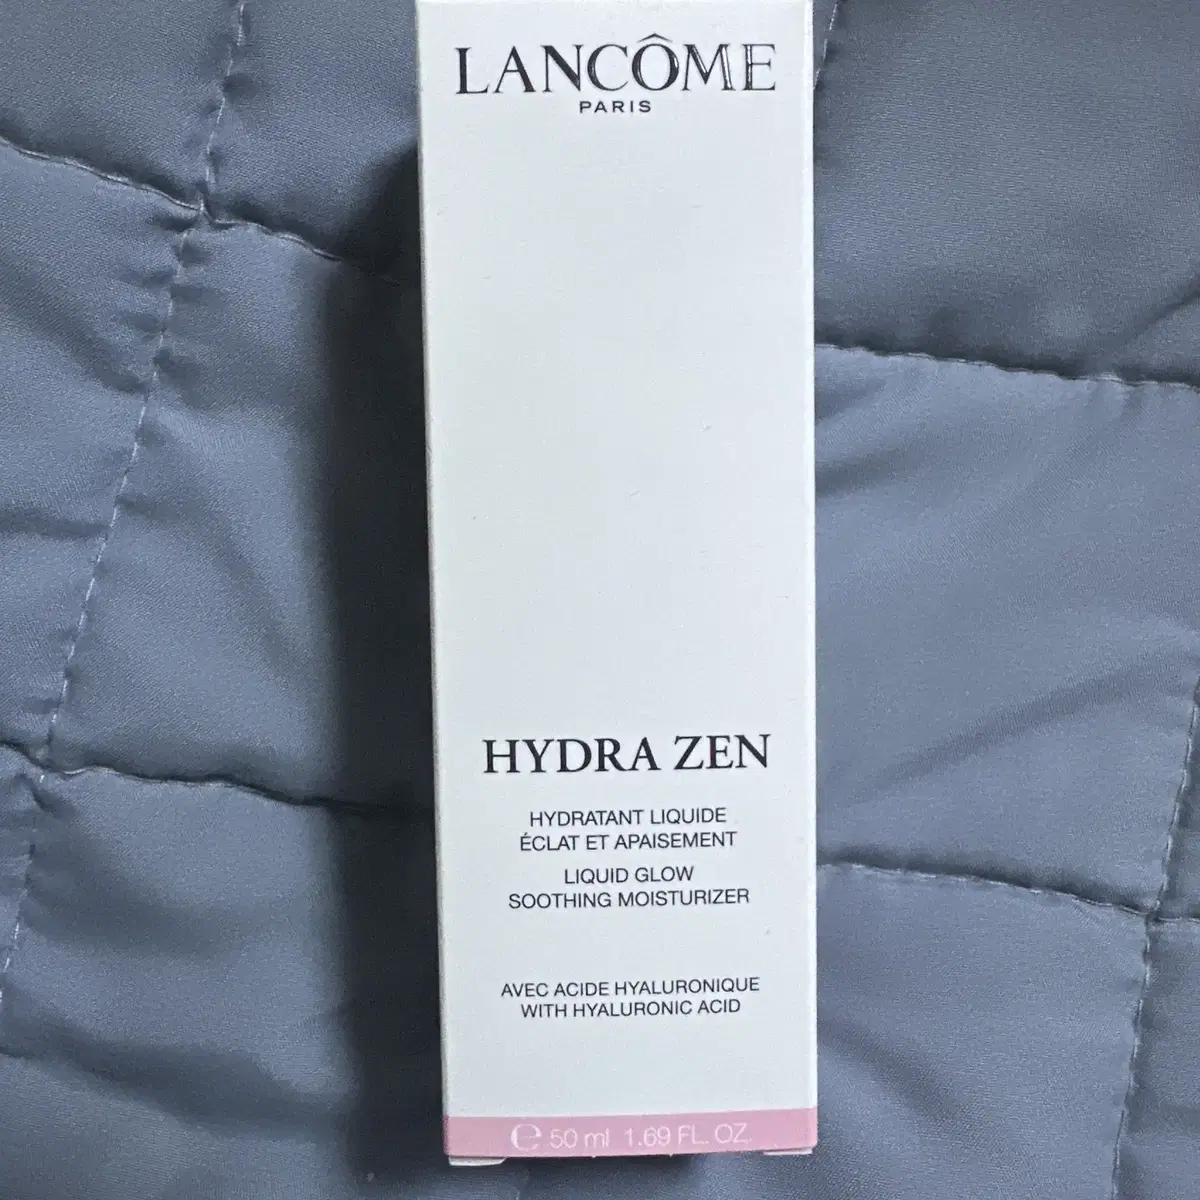 LANCÔME
PARIS
HYDRA ZEN
HYDRATANT LIQUIDE
ÉCLAT ET APAISEMENT
LIQUID GLOW
SOOTHING MOISTURIZER
AVEC ACIDE HYALURONIQUE
WITH HYALURONIC ACID
℮ 50 ml 1.69 FL. OZ.